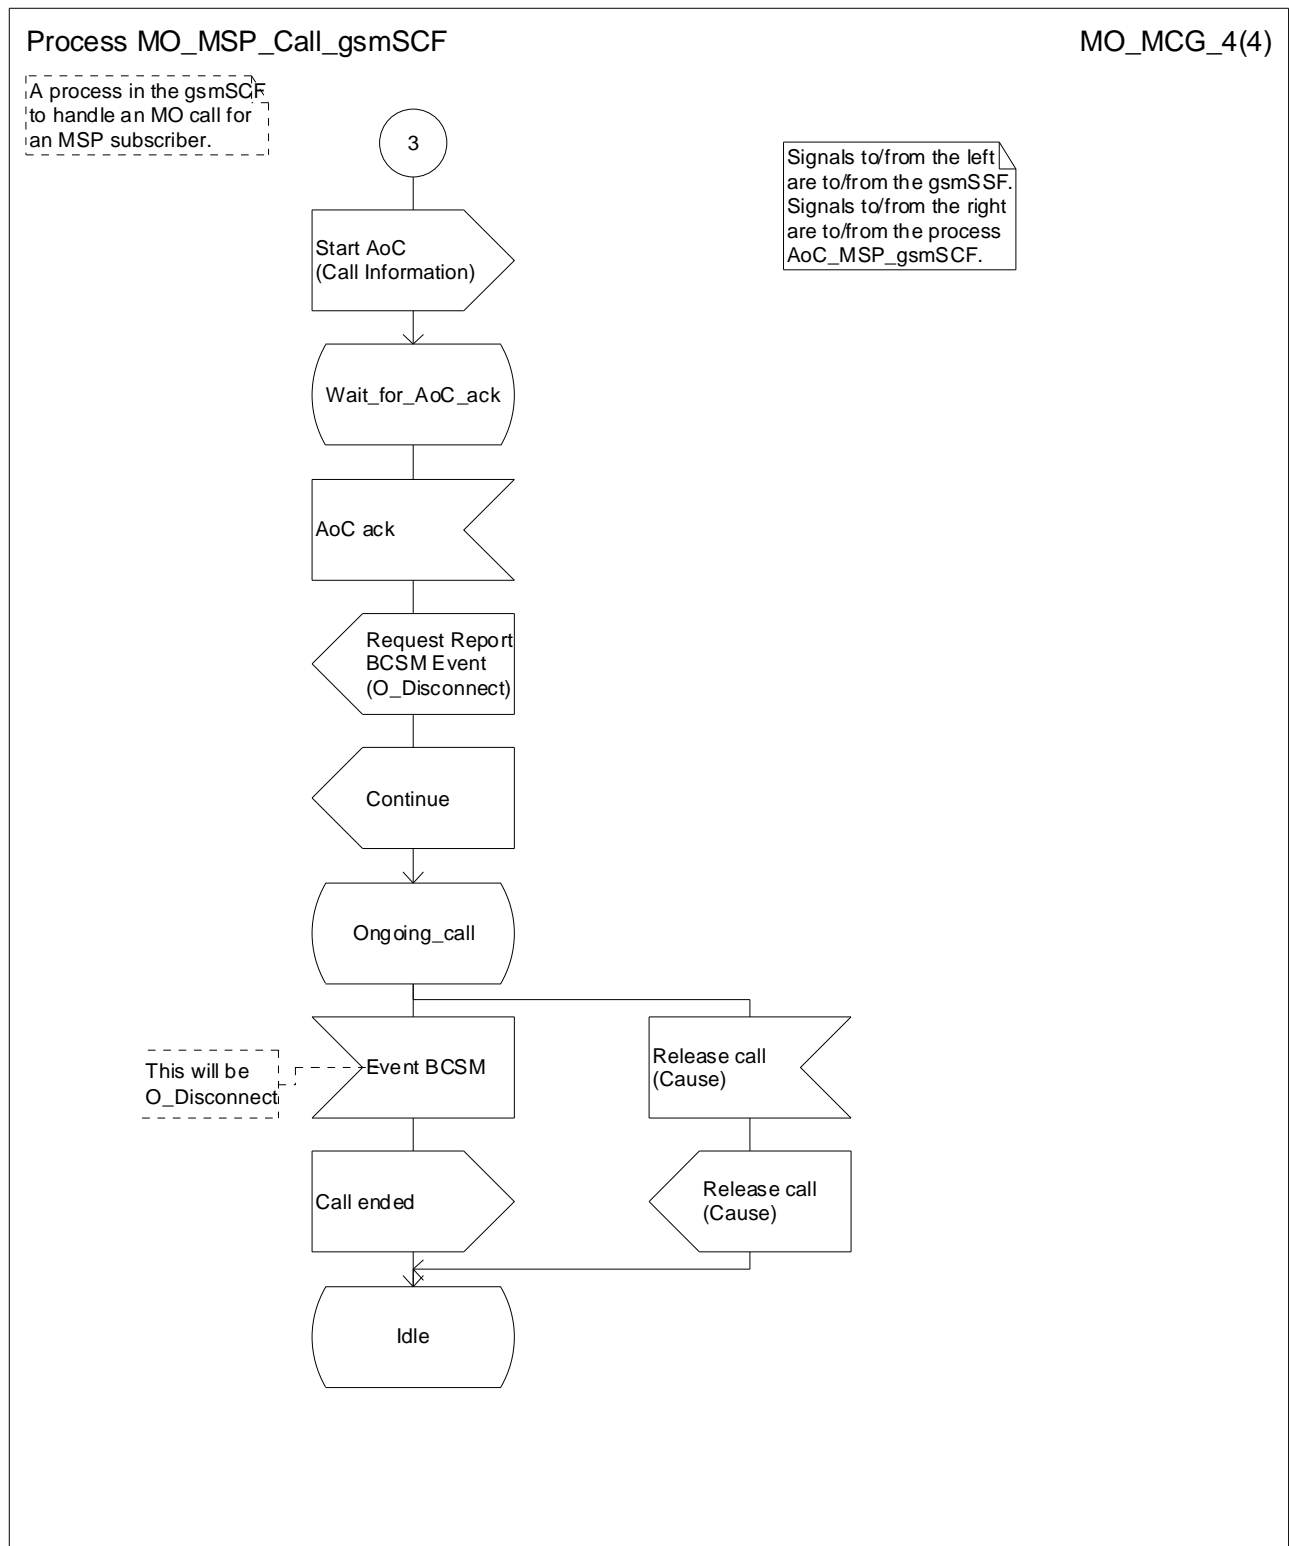 Process MO_MSP_Call_gsmSCF
MO_MCG_4(4)
A process in the gsmSCF
to handle an MO call for
an MSP subscriber.
3
Signals to/from the left
are to/from the gsmSSF.
Signals to/from the right
are to/from the process
AoC_MSP_gsmSCF.
Start AoC
(Call Information)
Wait_for_AoC_ack
AoC ack
Request Report
BCSM Event
(O_Disconnect)
Continue
Ongoing_call
This will be
O_Disconnect
Event BCSM
Release call
(Cause)
Call ended
Release call
(Cause)
Idle